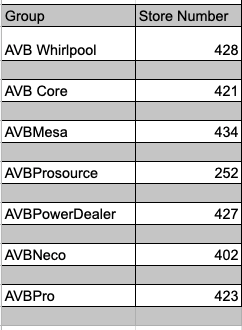 Group Store Number
AVB Whirlpool 428
AVB Core 421
AVBMesa 434
AVBProsource 252
AVBPowerDealer 427
AVBNeco 402
AVBPro 423